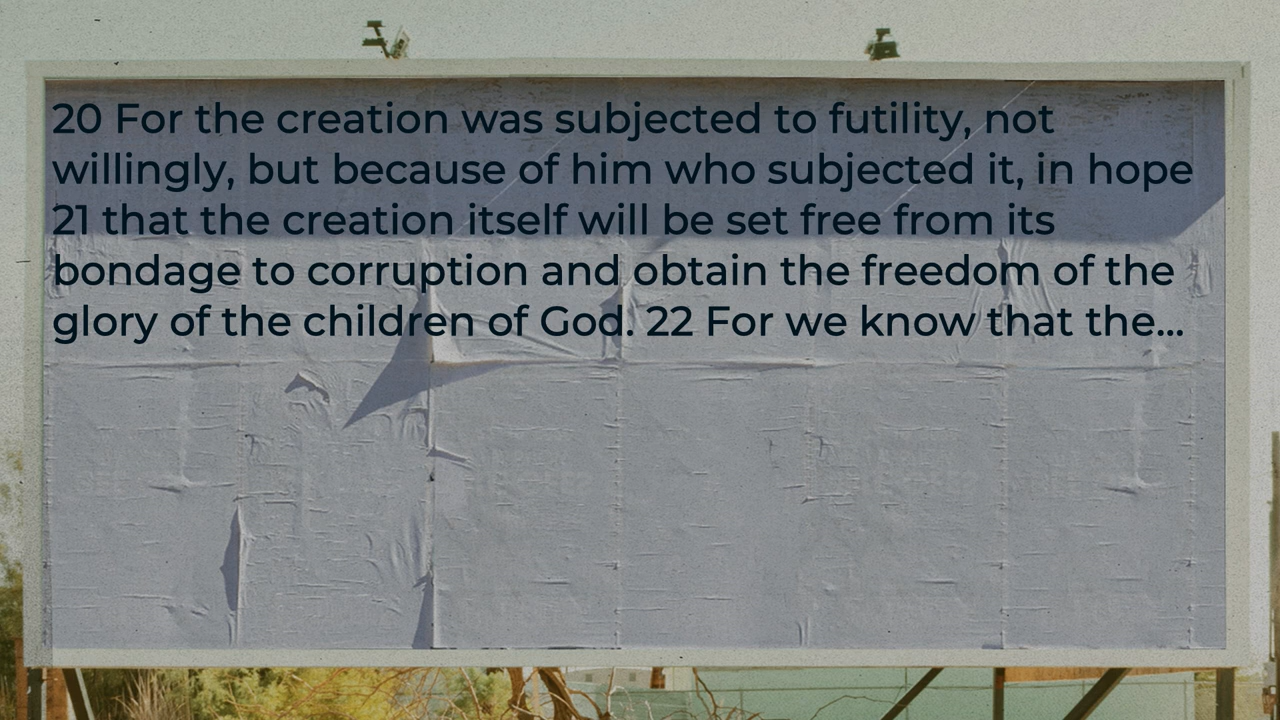 20 For the creation was subjected to futility, not
willingly, but because of him who subjected it, in hope
21 that the creation itself will be set free from its
bondage to corruption and obtain the freedom of the
glory of the children of God. 22 For we know that the...